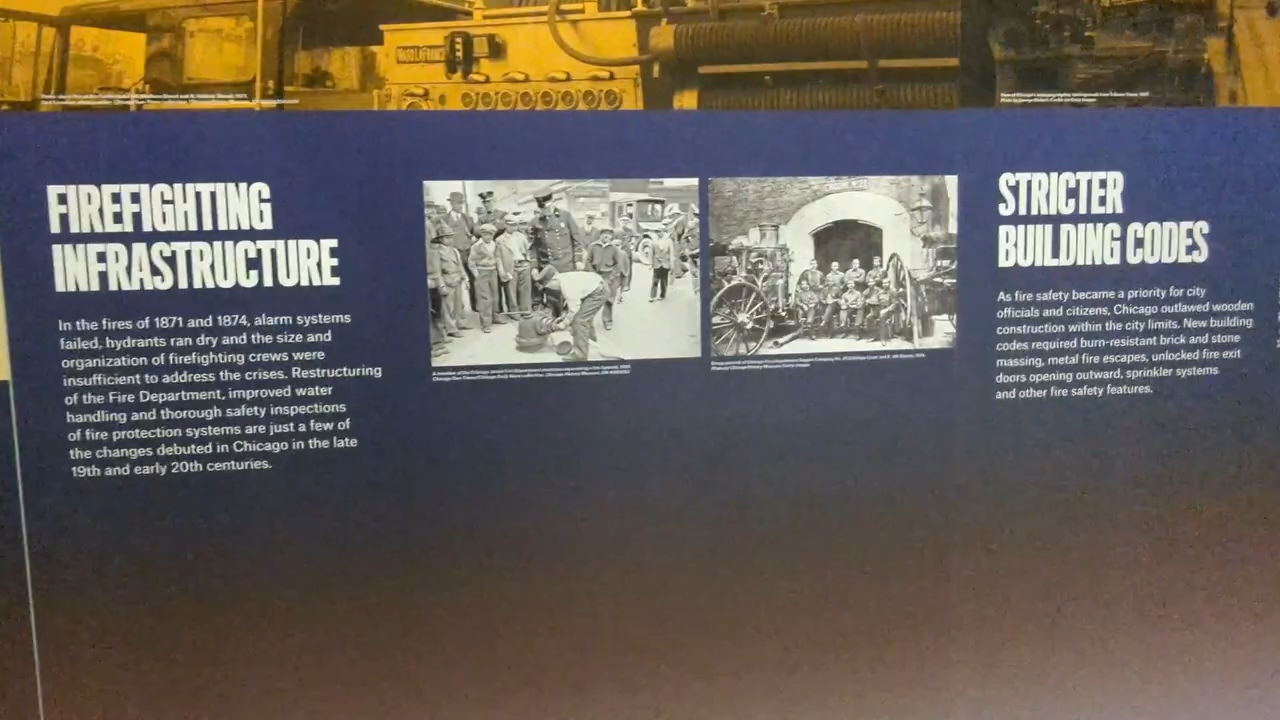 FIREFIGHTING
INFRASTRUCTURE
In the fires of 1871 and 1874, alarm systems
failed, hydrants ran dry and the size and
organization of firefighting crews were
insufficient to address the crises. Restructuring
of the Fire Department, improved water
handling and thorough safety inspections
of fire protection systems are just a few of
the changes debuted in Chicago in the late
19th and early 20th centuries.
STRICTER
BUILDING CODES
As fire safety became a priority for city
officials and citizens, Chicago outlawed wooden
construction within the city limits. New building
codes required burn-resistant brick and stone
massing, metal fire escapes, unlocked fire exit
doors opening outward, sprinkler systems
and other fire safety features.